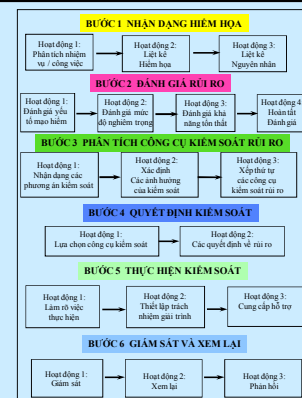 BƯỚC 1 NHẬN DẠNG HIỂM HỌA
Hoạt động 1:
Phân tích nhiệm
vụ / công việc
Hoạt động 2:
Liệt kê
Hiểm họa
Hoạt động 3:
Liệt kê
Nguyên nhân
BƯỚC 2 ĐÁNH GIÁ RỦI RO
Hoạt động 1:
Đánh giá yếu
tố mạo hiểm
Hoạt động 2:
Đánh giá mức
độ nghiêm trọng
Hoạt động 3:
Đánh giá khả
năng tổn thất
Hoạt động 4:
Hoàn tất
Đánh giá
BƯỚC 3 PHÂN TÍCH CÔNG CỤ KIỂM SOÁT RỦI RO
Hoạt động 1:
Nhận dạng các
phương án kiểm soát
Hoạt động 2:
Xác định
Các ảnh hưởng
của kiểm soát
Hoạt động 3:
Xếp thứ tự
các công cụ
kiểm soát rủi ro
BƯỚC 4 QUYẾT ĐỊNH KIỂM SOÁT
Hoạt động 1:
Lựa chọn công cụ kiểm soát
Hoạt động 2:
Các quyết định về rủi ro
BƯỚC 5 THỰC HIỆN KIỂM SOÁT
Hoạt động 1:
Làm rõ việc
thực hiện
Hoạt động 2:
Thiết lập trách
nhiệm giải trình
Hoạt động 3:
Cung cấp hỗ trợ
BƯỚC 6 GIÁM SÁT VÀ XEM LẠI
Hoạt động 1:
Giám sát
Hoạt động 2:
Xem lại
Hoạt động 3:
Phản hồi